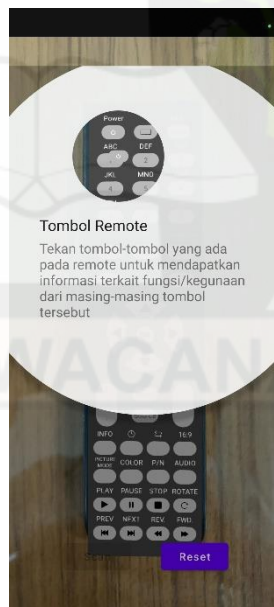 Power
ABC DEF
2
JKL MNO
4 5
Tombol Remote
Tekan tombol-tombol yang ada
pada remote untuk mendapatkan
informasi terkait fungsi/kegunaan
dari masing-masing tombol
tersebut
WACAN
INFO 16:9
PICTURE
MODE COLOR P/N AUDIO
PLAY PAUSE STOP ROTATE
PREV NEXT REV FWD
Reset